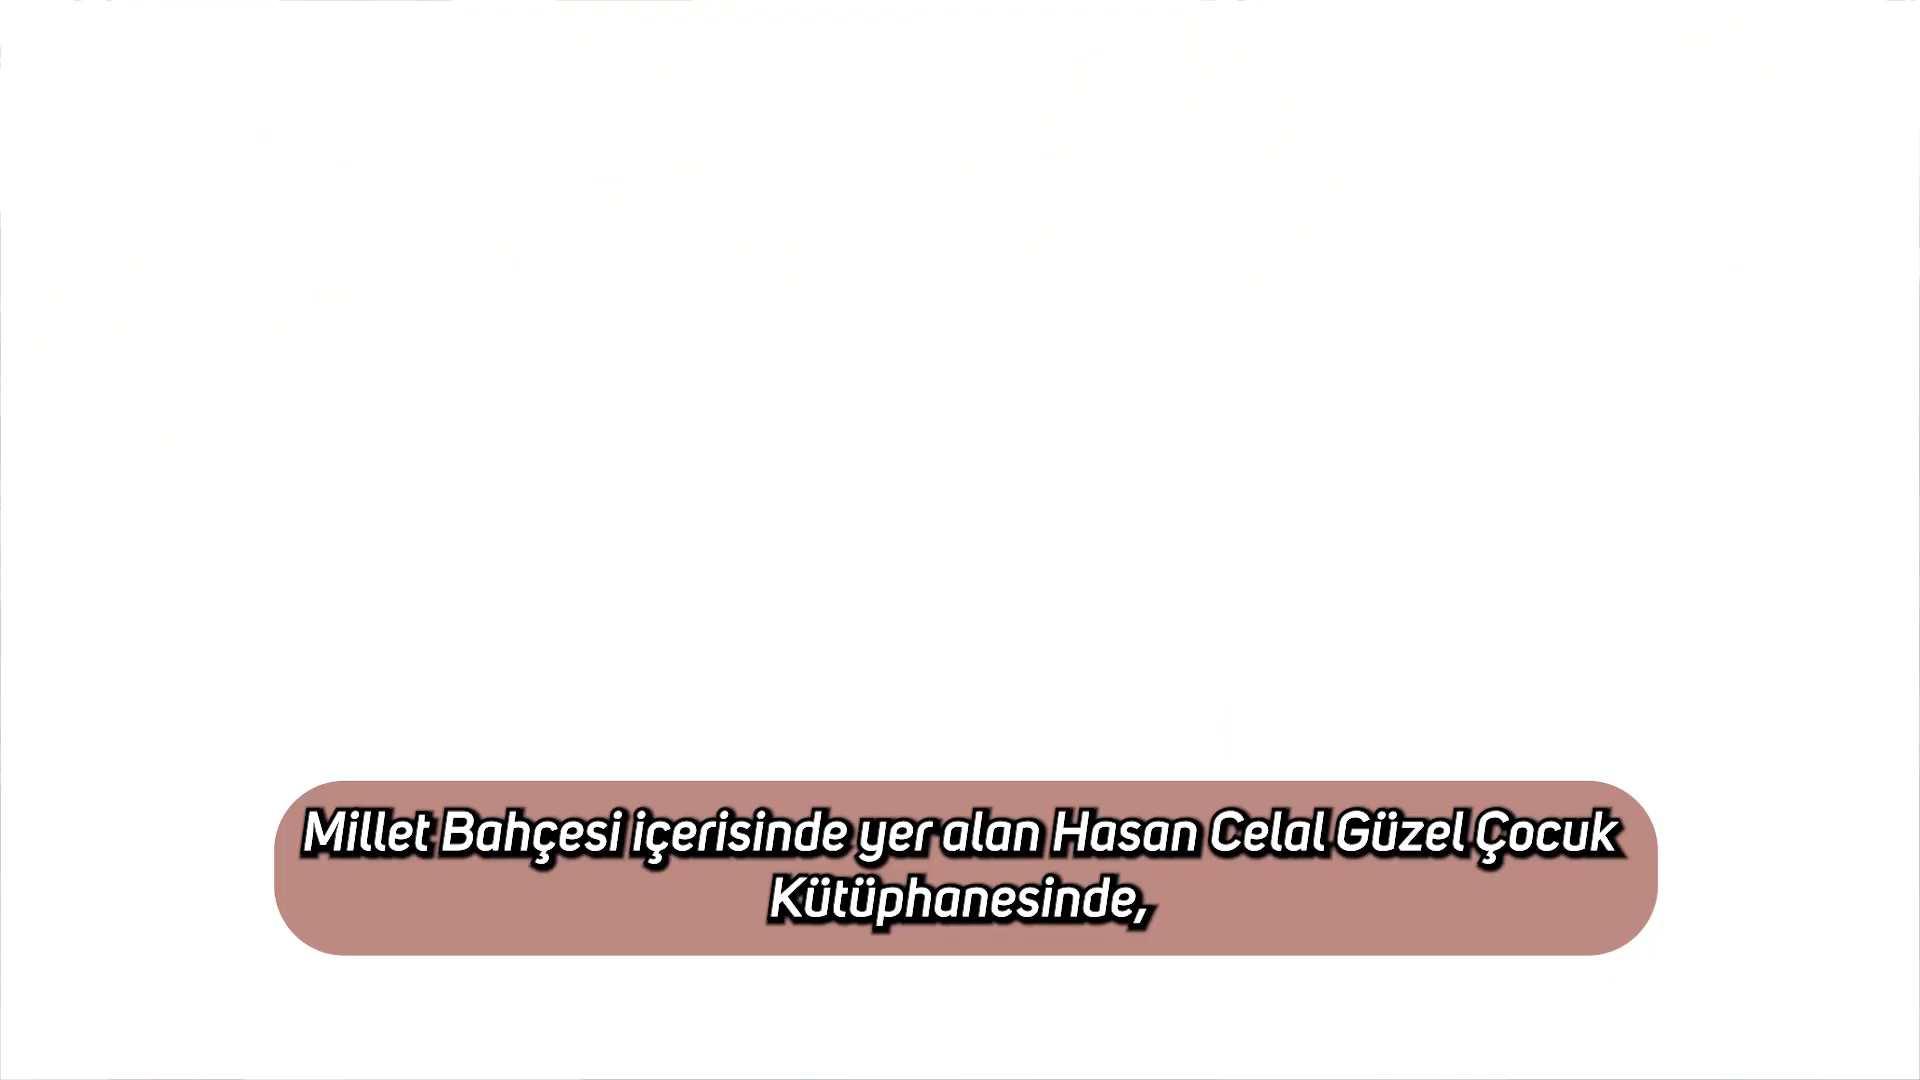 Millet Bahçesi içerisinde yer alan Hasan Celal Güzel Çocuk
Kütüphanesinde,